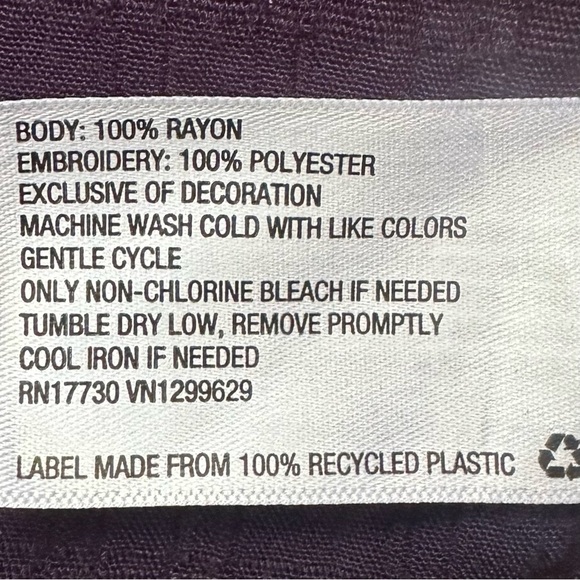 BODY: 100% RAYON
EMBROIDERY: 100% POLYESTER
EXCLUSIVE OF DECORATION
MACHINE WASH COLD WITH LIKE COLORS
GENTLE CYCLE
ONLY NON-CHLORINE BLEACH IF NEEDED
TUMBLE DRY LOW, REMOVE PROMPTLY
COOL IRON IF NEEDED
RN17730 VN1299629
LABEL MADE FROM 100% RECYCLED PLASTIC